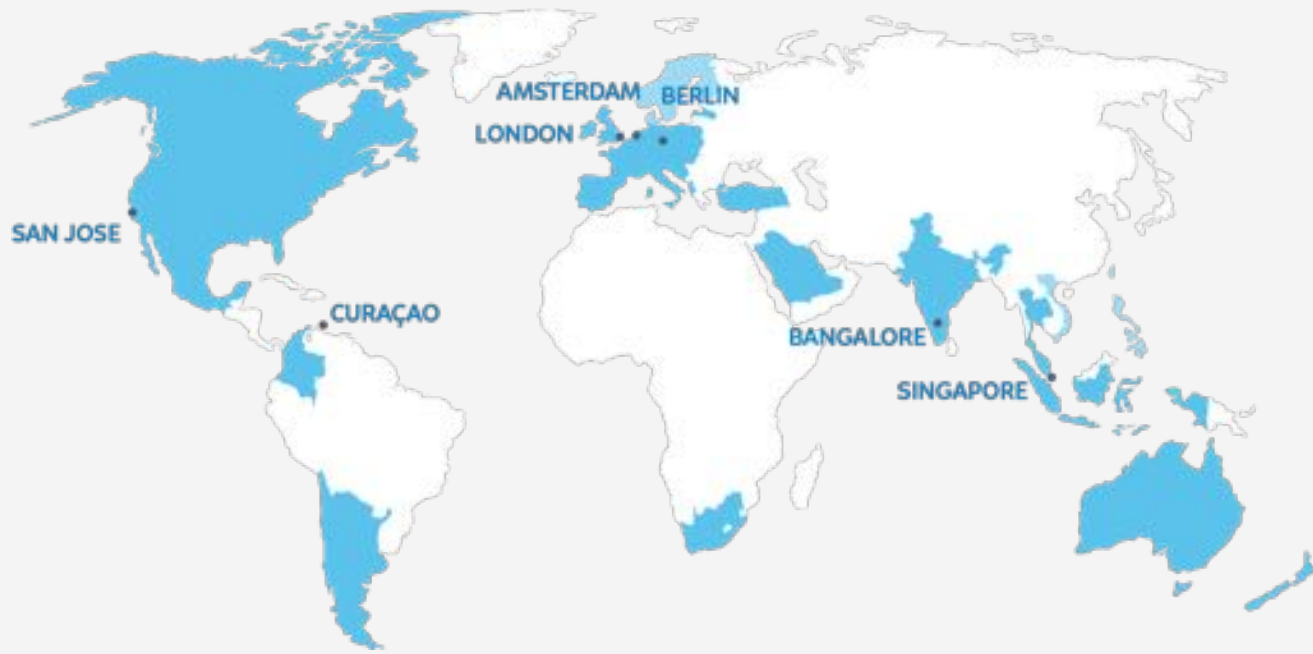 AMSTERDAM
BERLIN
LONDON
SAN JOSE
CURAÇAO
BANGALORE
SINGAPORE